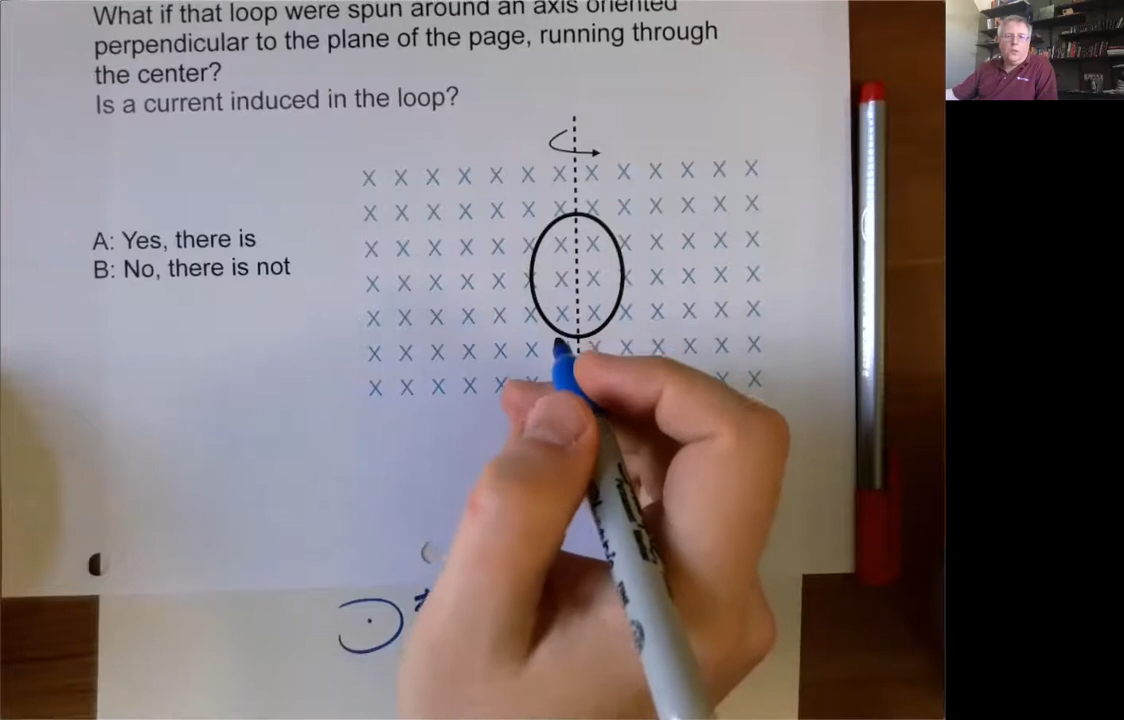 What if that loop were spun around an axis oriented
perpendicular to the plane of the page, running through
the center?
Is a current induced in the loop?
A: Yes, there is
B: No, there is not
X X X X X X X X X X X X X
X X X X X X X X X X X X X
X X X X X X X X X X X X X
X X X X X X X X X X X X X
X X X X X X X X X X X X X
X X X X X X X X X X X X
X X X X X X X X